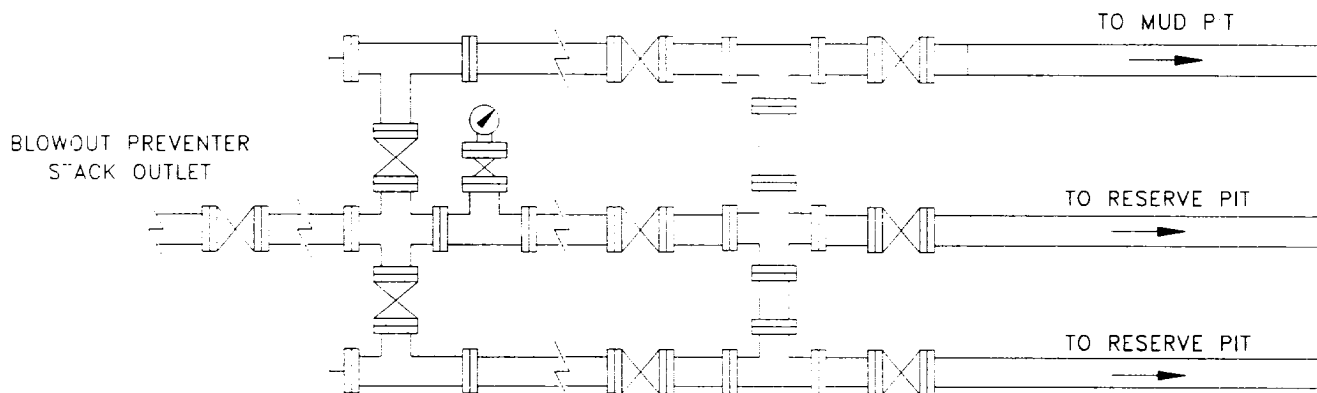 TO MUD PIT
BLOWOUT PREVENTER
STACK OUTLET
TO RESERVE PIT
TO RESERVE PIT